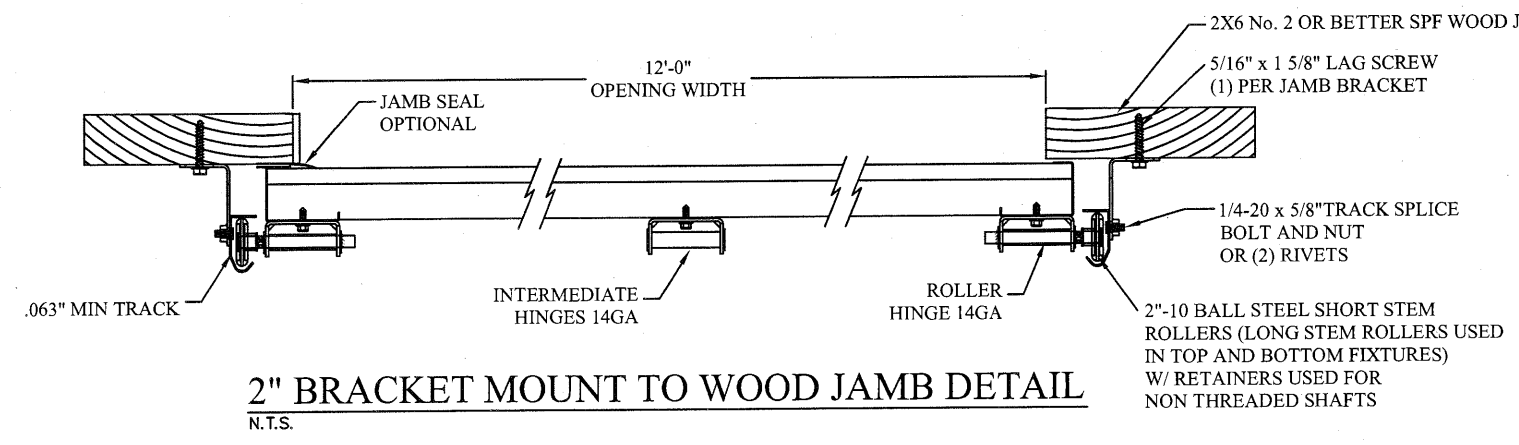 2X6 No. 2 OR BETTER SPF WOOD
5/16" x 1 5/8" LAG SCREW
(1) PER JAMB BRACKET
12'-0"
OPENING WIDTH
JAMB SEAL
OPTIONAL
1/4-20 x 5/8"TRACK SPLICE
BOLT AND NUT
OR (2) RIVETS
.063" MIN TRACK
INTERMEDIATE
HINGES 14GA
ROLLER
HINGE 14GA
2"-10 BALL STEEL SHORT STEM
ROLLERS (LONG STEM ROLLERS USED
IN TOP AND BOTTOM FIXTURES)
W/ RETAINERS USED FOR
NON THREADED SHAFTS
2" BRACKET MOUNT TO WOOD JAMB DETAIL
N.T.S.